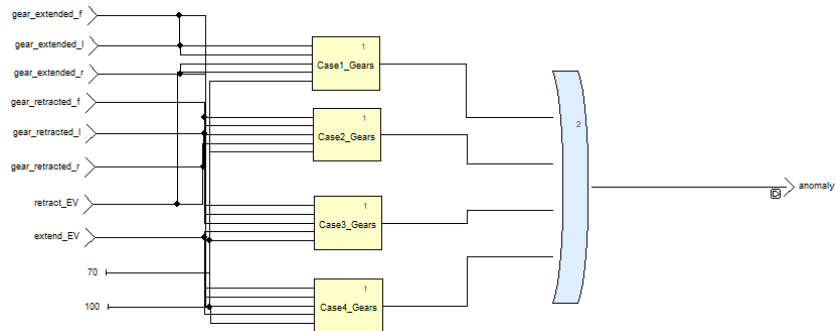 gear_extended_f
gear_extended_l
gear_extended_r
gear_retracted_f
gear_retracted_l
gear_retracted_r
retract_EV
extend_EV
70
100
1
Case1_Gears
1
Case2_Gears
1
Case3_Gears
1
Case4_Gears
2
anomaly